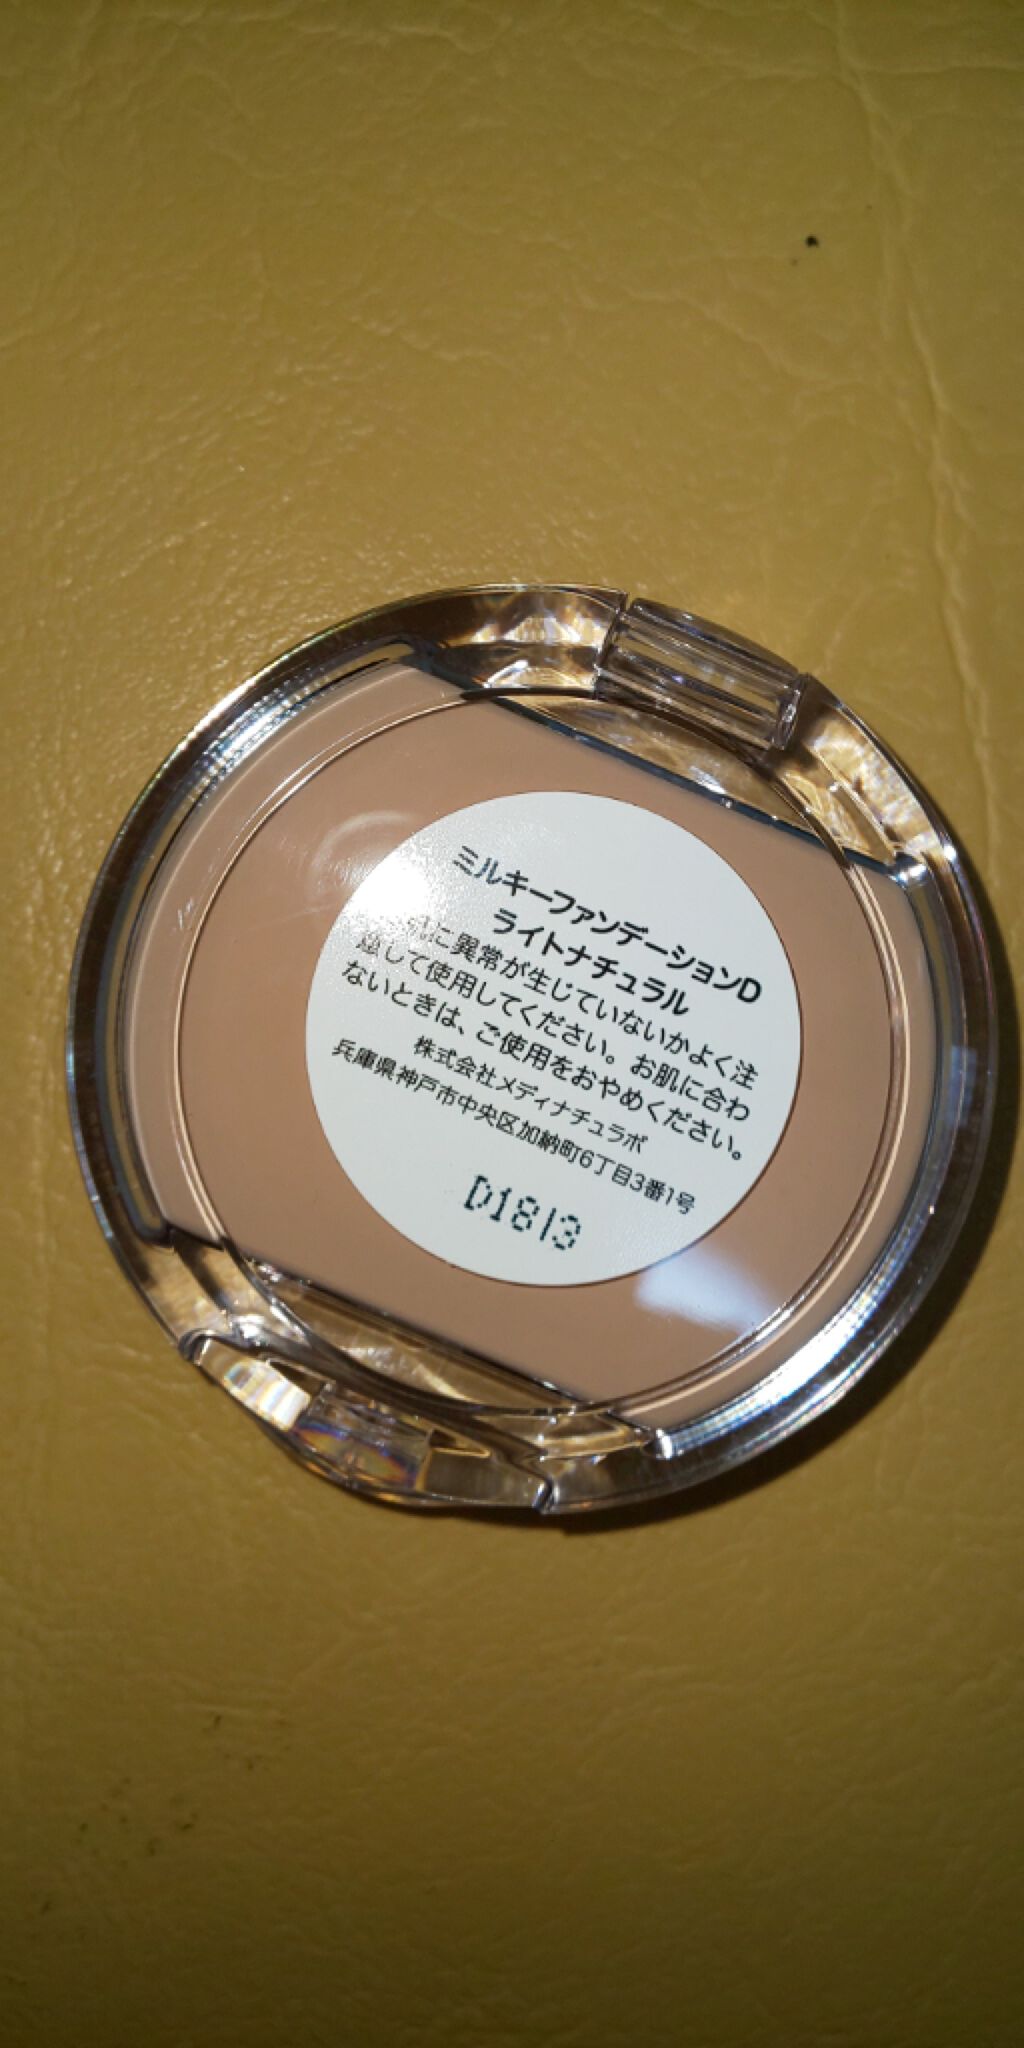 ミルキーファンデーションD
ライトナチュラル
肌に異常が生じていないかよく注
意して使用してください。お肌に合わ
ないときは、ご使用をおやめください。
株式会社メディナチュラボ
兵庫県神戸市中央区加納町6丁目3番1号
D1813